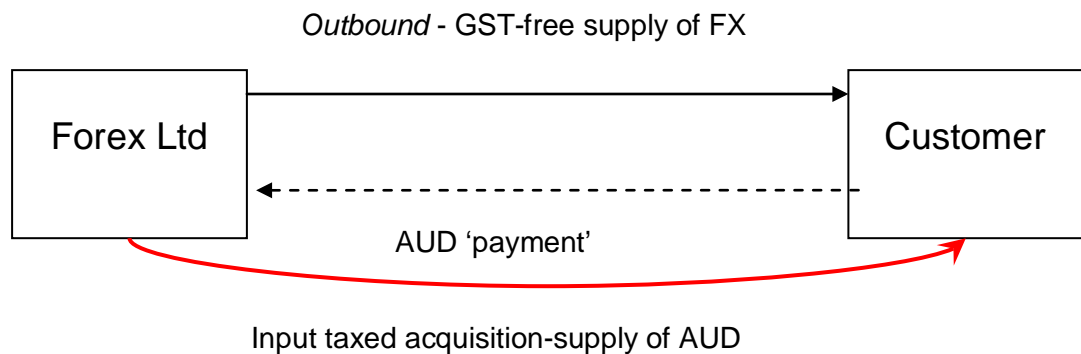 Outbound - GST-free supply of FX
Forex Ltd
Customer
AUD ‘payment’
Input taxed acquisition-supply of AUD